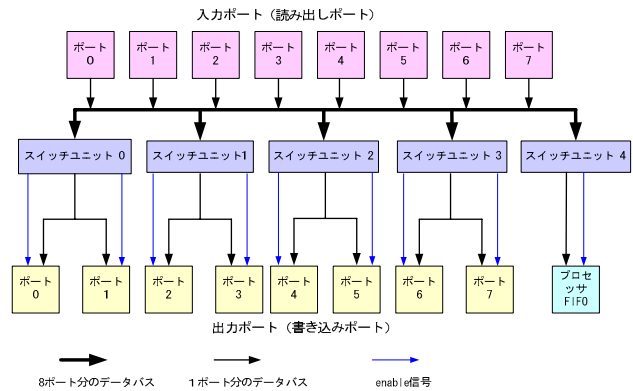 入力ポート（読み出しポート）
ポート
0
ポート
1
ポート
2
ポート
3
ポート
4
ポート
5
ポート
6
ポート
7
スイッチユニット 0
スイッチユニット1
スイッチユニット 2
スイッチユニット 3
スイッチユニット 4
ポート
0
ポート
1
ポート
2
ポート
3
ポート
4
ポート
5
ポート
6
ポート
7
プロセ
ッサ
FIFO
出力ポート（書き込みポート）
8ポート分のデータバス
１ポート分のデータバス
enable信号